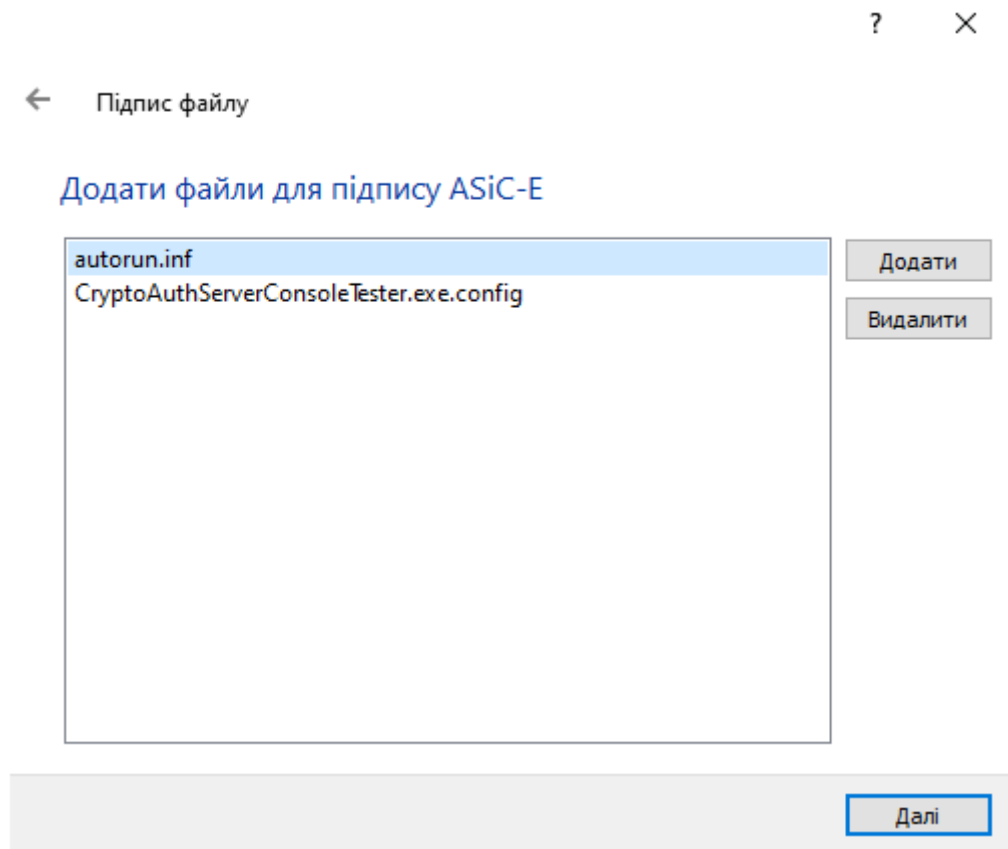 ?
Підпис файлу
Додати файли для підпису ASiC-E
autorun.inf
CryptoAuthServerConsoleTester.exe.config
Додати
Видалити
Далі